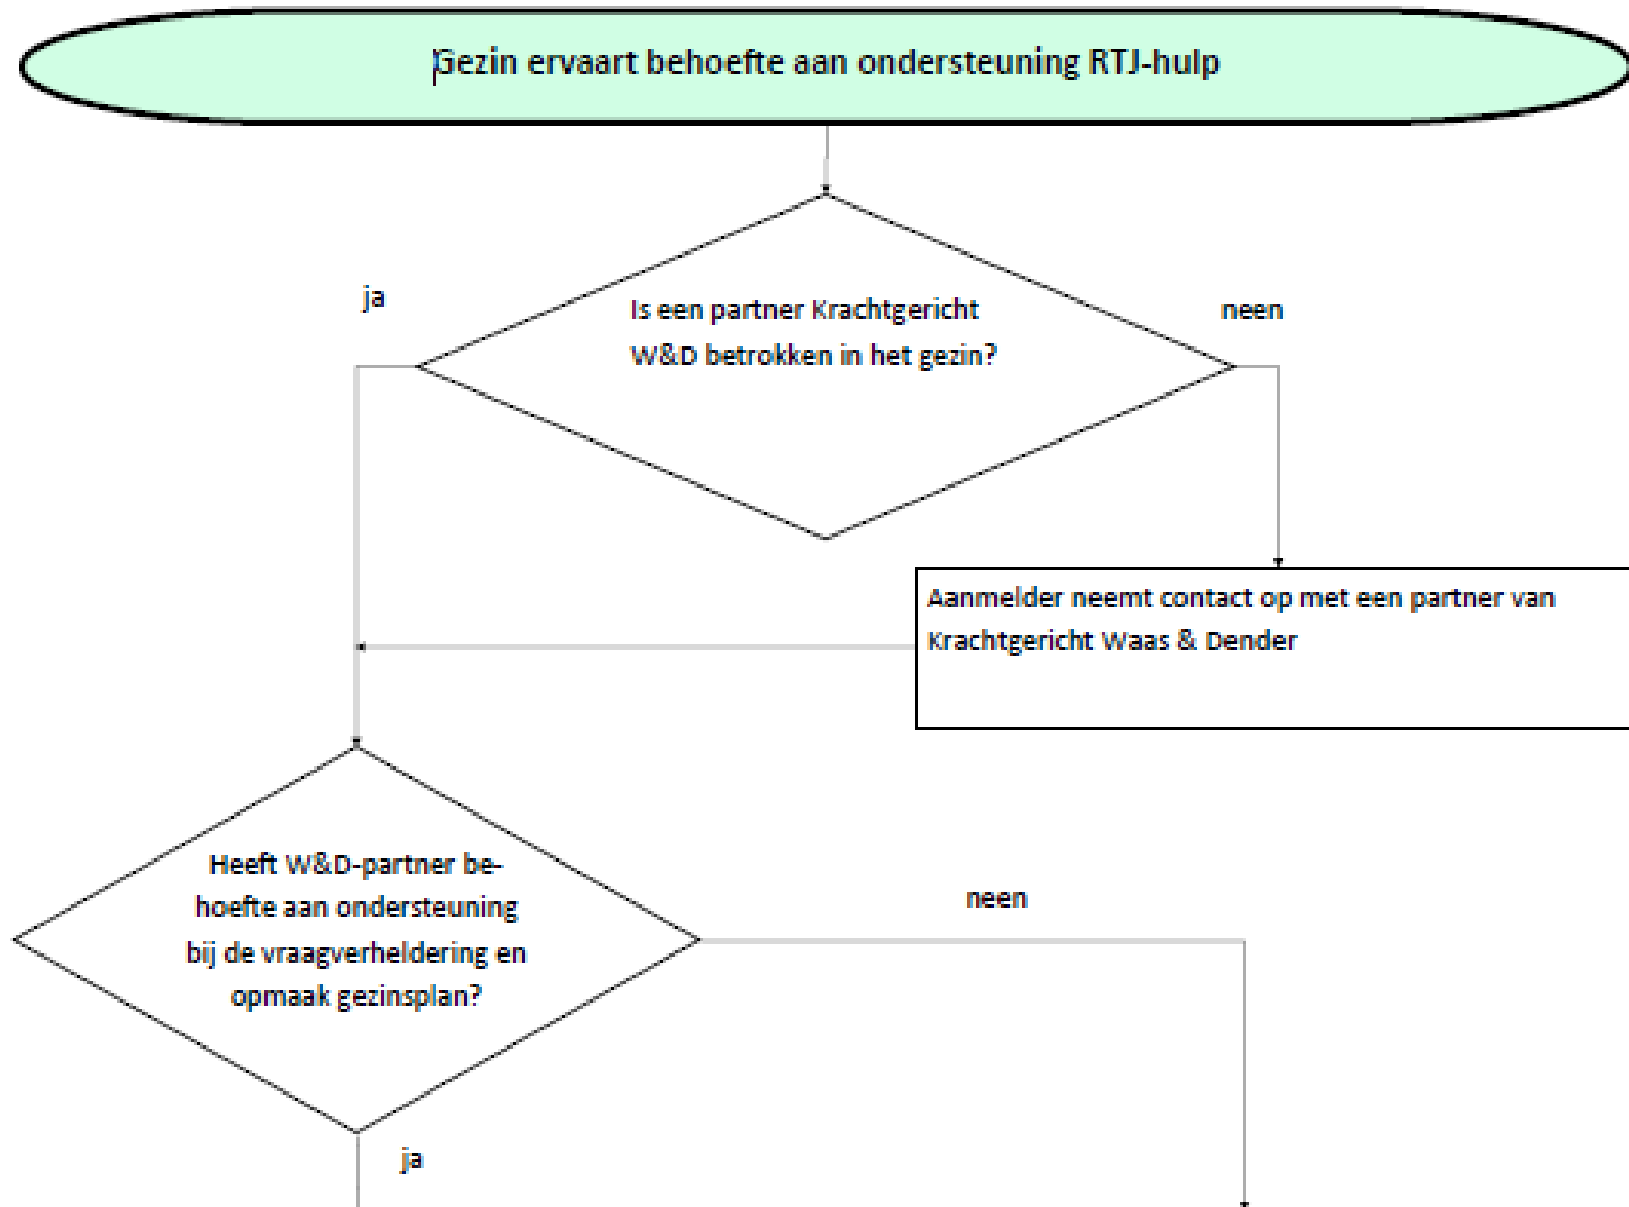 Gezin ervaart behoefte aan ondersteuning RTJ-hulp
ja
Is een partner Krachtgericht
W&D betrokken in het gezin?
neen
Aanmelder neemt contact op met een partner van
Krachtgericht Waas & Dender
Heeft W&D-partner be-
hoefte aan ondersteuning
bij de vraagverheldering en
opmaak gezinsplan?
neen
ja